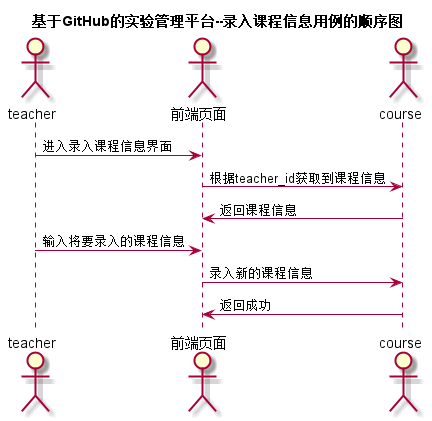 基于GitHub的实验管理平台--录入课程信息用例的顺序图
teacher
前端页面
course
进入录入课程信息界面
根据teacher_id获取到课程信息
返回课程信息
输入将要录入的课程信息
录入新的课程信息
返回成功
teacher
前端页面
course